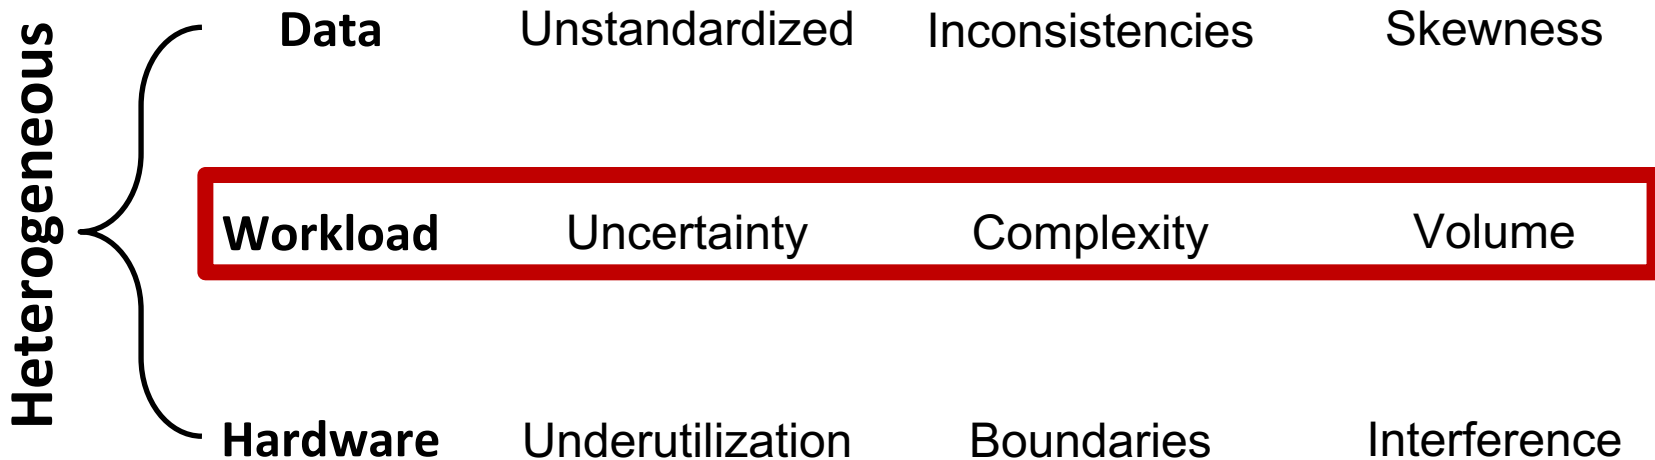 Heterogeneous
Data Unstandardized Inconsistencies Skewness
Workload Uncertainty Complexity Volume
Hardware Underutilization Boundaries Interference